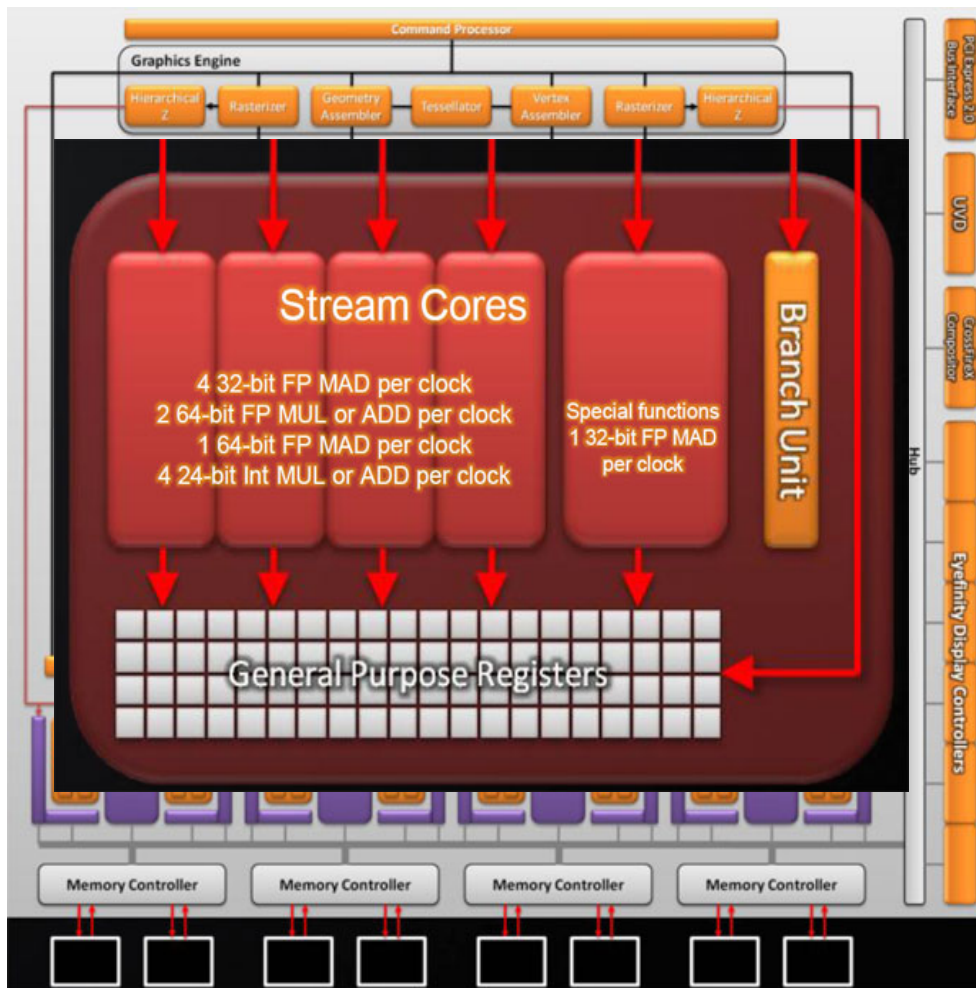 Command Processor
Graphics Engine
Hierarchical
Z
Rasterizer
Geometry
Assembler
Tessellator
Vertex
Assembler
Rasterizer
Hierarchical
Z
Stream Cores
4 32-bit FP MAD per clock
2 64-bit FP MUL or ADD per clock
1 64-bit FP MAD per clock
4 24-bit Int MUL or ADD per clock
Special functions
1 32-bit FP MAD
per clock
Branch Unit
General Purpose Registers
Memory Controller
Memory Controller
Memory Controller
Memory Controller
Hub
PCI Express2.0
Bus Interface
UVD
CrossFireX
Compositor
Eyefinity Display Controllers